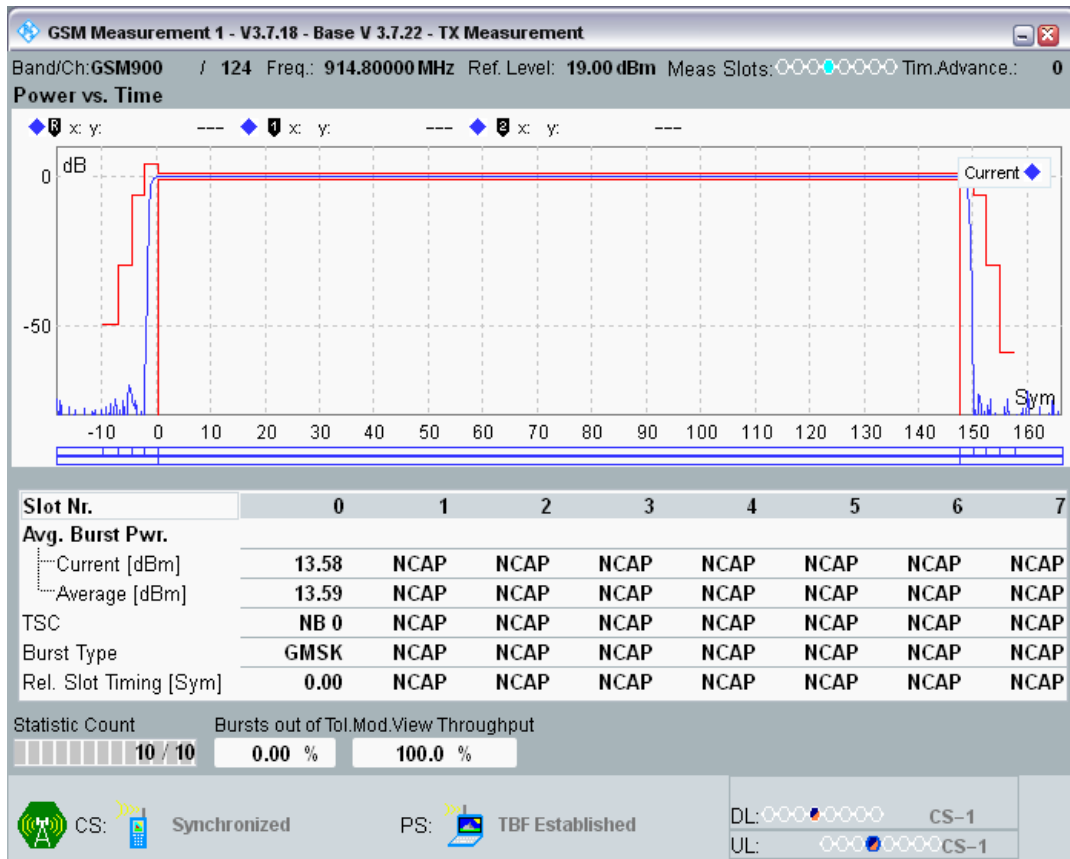 GSM Measurement 1 - V3.7.18 - Base V 3.7.22 - TX Measurement
Band/Ch:GSM900 / 124 Freq.: 914.80000 MHz Ref. Level: 19.00 dBm Meas Slots: Tim.Advance.: 0
Power vs. Time
R x: y: --- 1 x: y: --- 2 x: y: ---
dB
Current
0
-50
Sym
-10 0 10 20 30 40 50 60 70 80 90 100 110 120 130 140 150 160
Slot Nr. 0 1 2 3 4 5 6 7
Avg. Burst Pwr.
Current [dBm] 13.58 NCAP NCAP NCAP NCAP NCAP NCAP NCAP
Average [dBm] 13.59 NCAP NCAP NCAP NCAP NCAP NCAP NCAP
TSC NB 0 NCAP NCAP NCAP NCAP NCAP NCAP NCAP
Burst Type GMSK NCAP NCAP NCAP NCAP NCAP NCAP NCAP
Rel. Slot Timing [Sym] 0.00 NCAP NCAP NCAP NCAP NCAP NCAP NCAP
Statistic Count Bursts out of Tol.Mod.View Throughput
10 / 10 0.00 % 100.0 %
CS: Synchronized PS: TBF Established
DL: CS-1
UL: CS-1